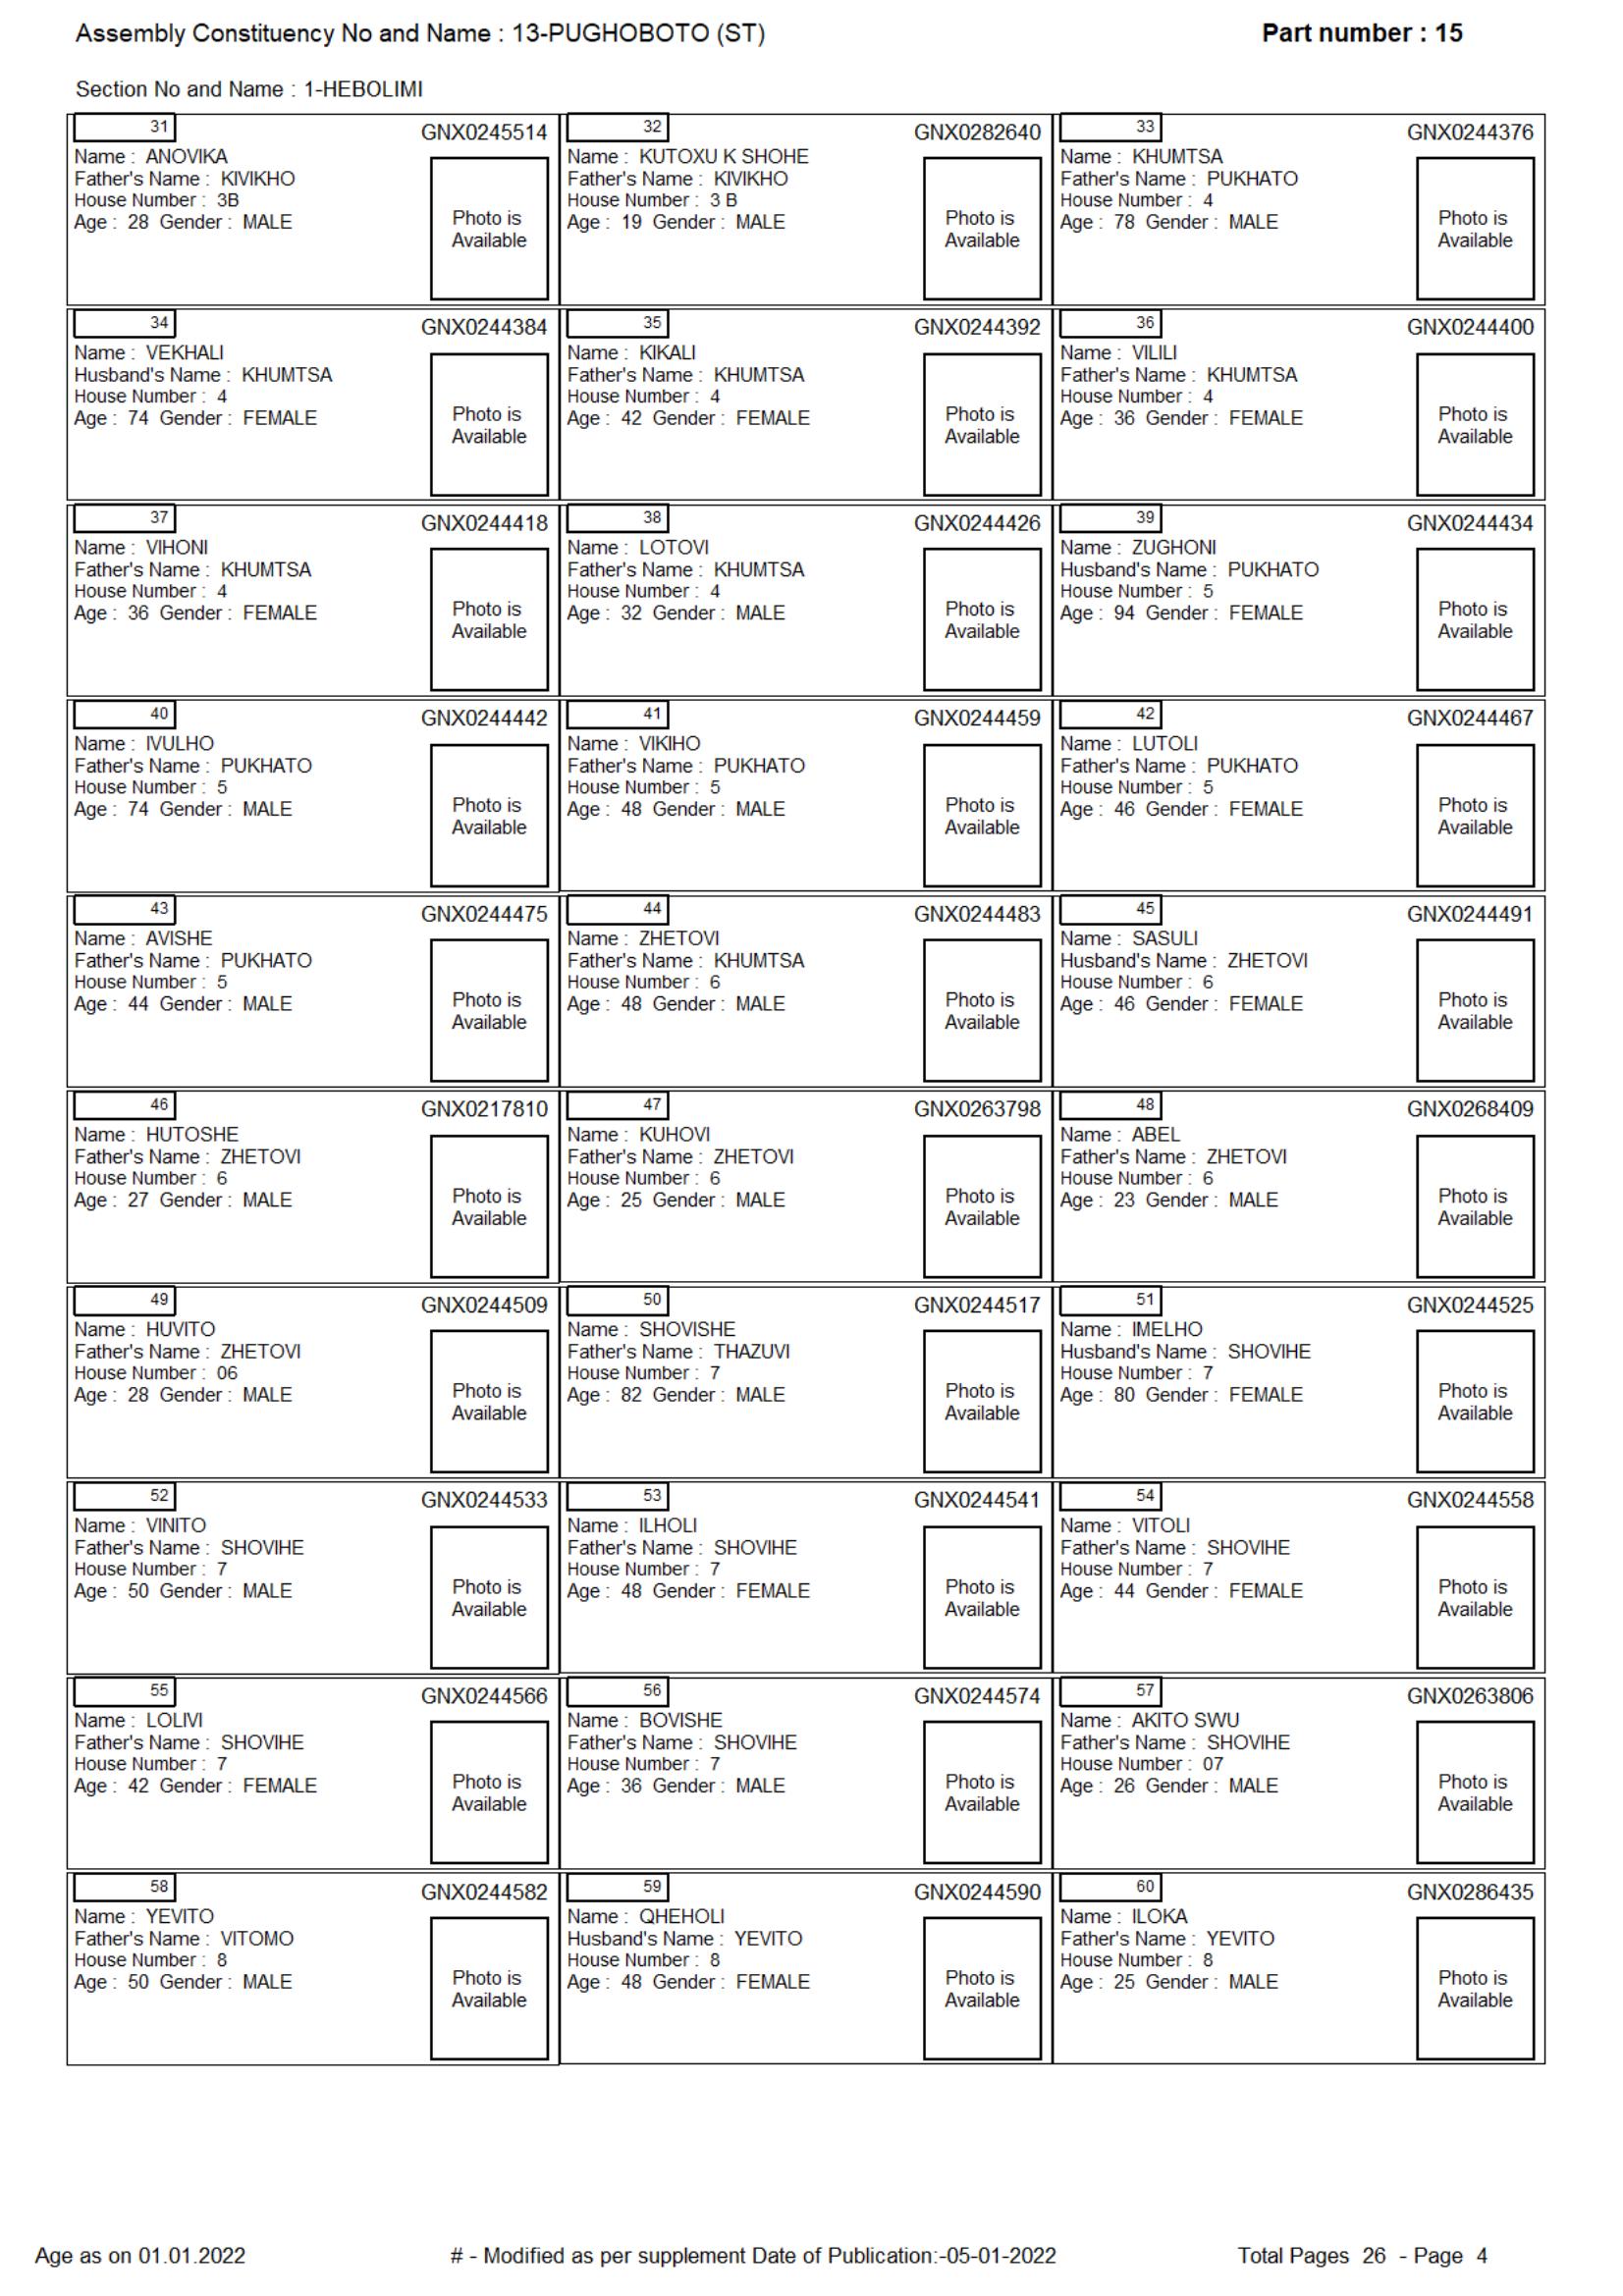 Assembly Constituency No and Name : 13-PUGHOBOTO (ST)
Part number : 15
Section No and Name : 1-HEBOLIMI
31
GNX0245514
Name : ANOVIKA
Father's Name : KIVIKHO
House Number : 3B
Age : 28 Gender : MALE
Photo is
Available
32
GNX0282640
Name : KUTOXU K SHOHE
Father's Name : KIVIKHO
House Number : 3 B
Age : 19 Gender : MALE
Photo is
Available
33
GNX0244376
Name : KHUMTSA
Father's Name : PUKHATO
House Number : 4
Age : 78 Gender : MALE
Photo is
Available
34
GNX0244384
Name : VEKHALI
Husband's Name : KHUMTSA
House Number : 4
Age : 74 Gender : FEMALE
Photo is
Available
35
GNX0244392
Name : KIKALI
Father's Name : KHUMTSA
House Number : 4
Age : 42 Gender : FEMALE
Photo is
Available
36
GNX0244400
Name : VILILI
Father's Name : KHUMTSA
House Number : 4
Age : 36 Gender : FEMALE
Photo is
Available
37
GNX0244418
Name : VIHONI
Father's Name : KHUMTSA
House Number : 4
Age : 36 Gender : FEMALE
Photo is
Available
38
GNX0244426
Name : LOTOVI
Father's Name : KHUMTSA
House Number : 4
Age : 32 Gender : MALE
Photo is
Available
39
GNX0244434
Name : ZUGHONI
Husband's Name : PUKHATO
House Number : 5
Age : 94 Gender : FEMALE
Photo is
Available
40
GNX0244442
Name : IVULHO
Father's Name : PUKHATO
House Number : 5
Age : 74 Gender : MALE
Photo is
Available
41
GNX0244459
Name : VIKIHO
Father's Name : PUKHATO
House Number : 5
Age : 48 Gender : MALE
Photo is
Available
42
GNX0244467
Name : LUTOLI
Father's Name : PUKHATO
House Number : 5
Age : 46 Gender : FEMALE
Photo is
Available
43
GNX0244475
Name : AVISHE
Father's Name : PUKHATO
House Number : 5
Age : 44 Gender : MALE
Photo is
Available
44
GNX0244483
Name : ZHETOVI
Father's Name : KHUMTSA
House Number : 6
Age : 48 Gender : MALE
Photo is
Available
45
GNX0244491
Name : SASULI
Husband's Name : ZHETOVI
House Number : 6
Age : 46 Gender : FEMALE
Photo is
Available
46
GNX0217810
Name : HUTOSHE
Father's Name : ZHETOVI
House Number : 6
Age : 27 Gender : MALE
Photo is
Available
47
GNX0263798
Name : KUHOVI
Father's Name : ZHETOVI
House Number : 6
Age : 25 Gender : MALE
Photo is
Available
48
GNX0268409
Name : ABEL
Father's Name : ZHETOVI
House Number : 6
Age : 23 Gender : MALE
Photo is
Available
49
GNX0244509
Name : HUVITO
Father's Name : ZHETOVI
House Number : 06
Age : 28 Gender : MALE
Photo is
Available
50
GNX0244517
Name : SHOVISHE
Father's Name : THAZUVI
House Number : 7
Age : 82 Gender : MALE
Photo is
Available
51
GNX0244525
Name : IMELHO
Husband's Name : SHOVIHE
House Number : 7
Age : 80 Gender : FEMALE
Photo is
Available
52
GNX0244533
Name : VINITO
Father's Name : SHOVIHE
House Number : 7
Age : 50 Gender : MALE
Photo is
Available
53
GNX0244541
Name : ILHOLI
Father's Name : SHOVIHE
House Number : 7
Age : 48 Gender : FEMALE
Photo is
Available
54
GNX0244558
Name : VITOLI
Father's Name : SHOVIHE
House Number : 7
Age : 44 Gender : FEMALE
Photo is
Available
55
GNX0244566
Name : LOLIVI
Father's Name : SHOVIHE
House Number : 7
Age : 42 Gender : FEMALE
Photo is
Available
56
GNX0244574
Name : BOVISHE
Father's Name : SHOVIHE
House Number : 7
Age : 36 Gender : MALE
Photo is
Available
57
GNX0263806
Name : AKITO SWU
Father's Name : SHOVIHE
House Number : 07
Age : 26 Gender : MALE
Photo is
Available
58
GNX0244582
Name : YEVITO
Father's Name : VITOMO
House Number : 8
Age : 50 Gender : MALE
Photo is
Available
59
GNX0244590
Name : QHEHOLI
Husband's Name : YEVITO
House Number : 8
Age : 48 Gender : FEMALE
Photo is
Available
60
GNX0286435
Name : ILOKA
Father's Name : YEVITO
House Number : 8
Age : 25 Gender : MALE
Photo is
Available
Age as on 01.01.2022
# - Modified as per supplement Date of Publication:-05-01-2022
Total Pages 26 - Page 4